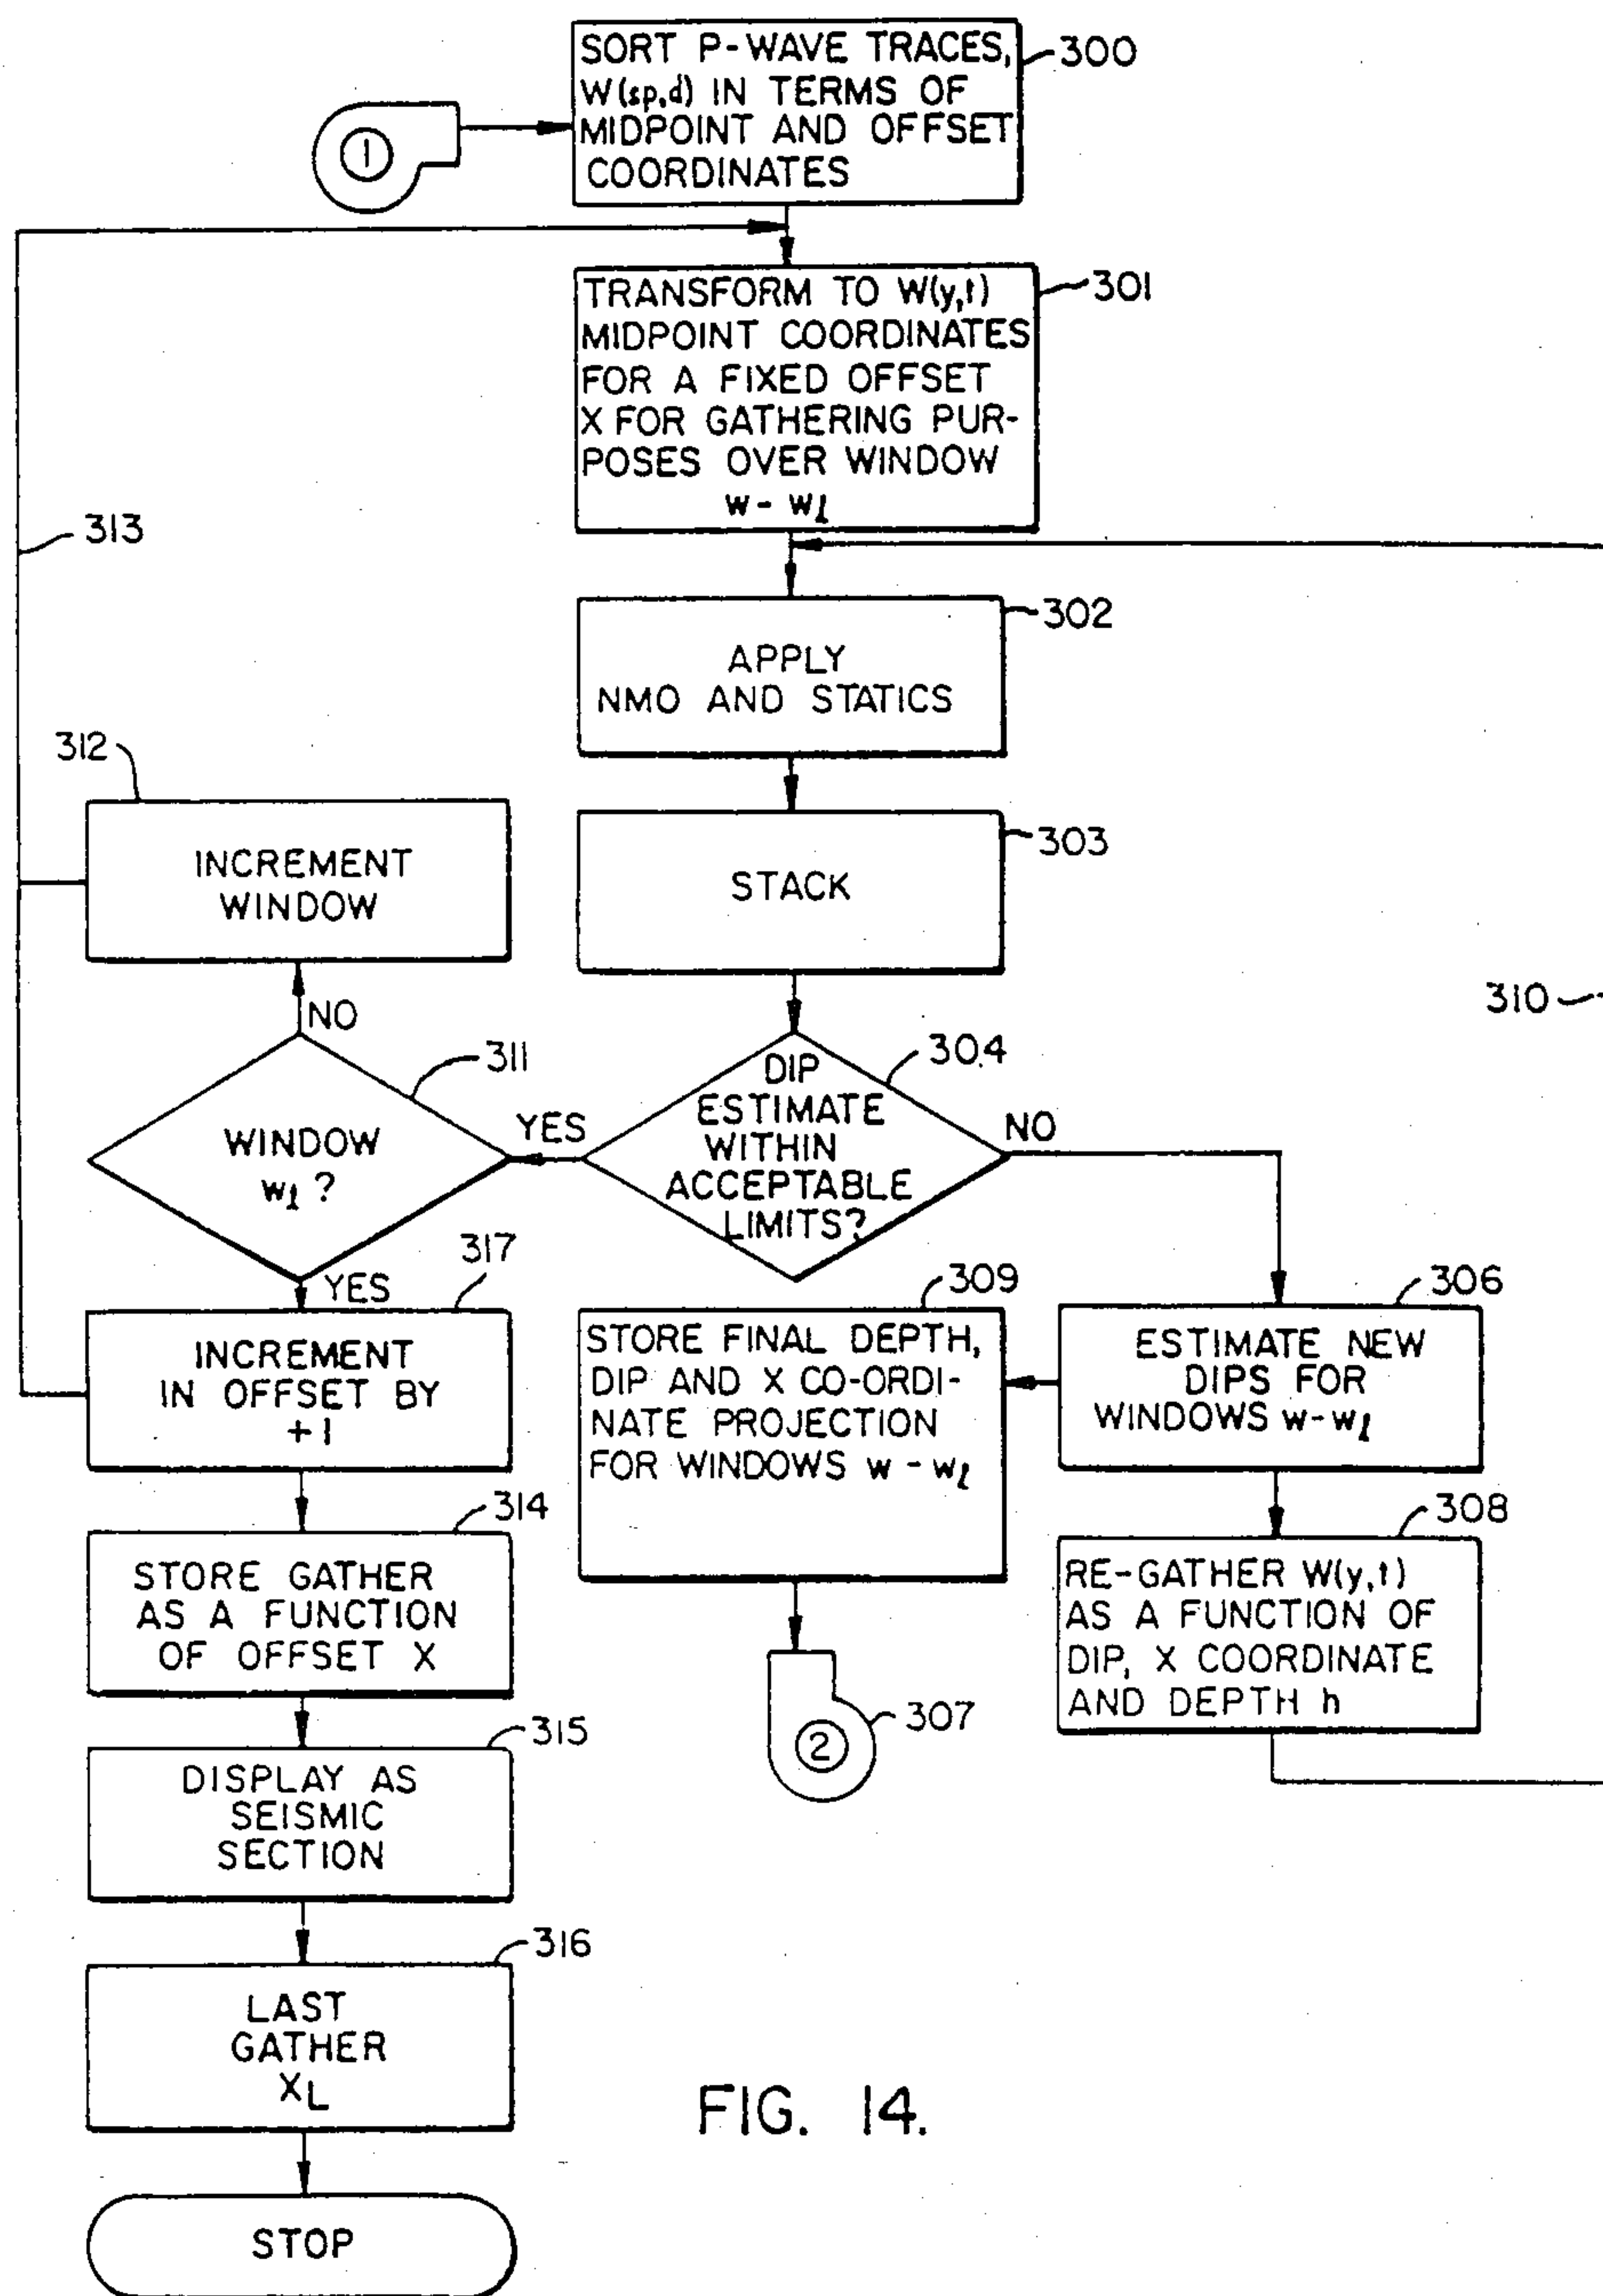 SORT P-WAVE TRACES,
W(sp,d) IN TERMS OF
MIDPOINT AND OFFSET
COORDINATES
300
1
TRANSFORM TO W(y,t)
MIDPOINT COORDINATES
FOR A FIXED OFFSET
X FOR GATHERING PUR-
POSES OVER WINDOW
w - wl
301
313
302
APPLY
NMO AND STATICS
312
INCREMENT
WINDOW
303
STACK
310
NO
311
WINDOW
wl ?
YES
304
DIP
ESTIMATE
WITHIN
ACCEPTABLE
LIMITS?
NO
YES
317
INCREMENT
IN OFFSET BY
+1
309
STORE FINAL DEPTH,
DIP AND X CO-ORDI-
NATE PROJECTION
FOR WINDOWS w - wl
306
ESTIMATE NEW
DIPS FOR
WINDOWS w-wl
314
STORE GATHER
AS A FUNCTION
OF OFFSET X
308
RE-GATHER W(y,t)
AS A FUNCTION OF
DIP, X COORDINATE
AND DEPTH h
2
307
315
DISPLAY AS
SEISMIC
SECTION
316
LAST
GATHER
XL
STOP
FIG. 14.